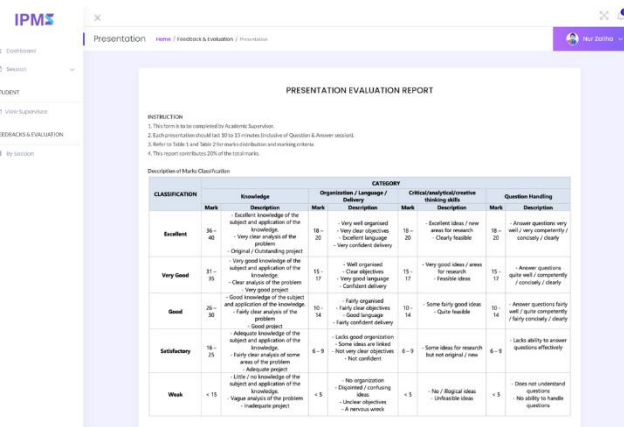 IPMS
Dashboard
Session
STUDENT
View Supervisee
FEEDBACKS & EVALUATION
By Session
Presentation
Home / Feedback & Evaluation / Presentation
Nur Zaliha
PRESENTATION EVALUATION REPORT
INSTRUCTION
1. This form is to be completed by Academic Supervisor.
2. Each presentation should last 10 to 15 minutes (inclusive of Question & Answer session).
3. Refer to Table 1 and Table 2 for marks distribution and marking criteria.
4. This report contributes 20% of the total marks.
Description of Marks Classification
CLASSIFICATION
CATEGORY
Knowledge
Organization / Language / Delivery
Critical/analytical/creative thinking skills
Question Handling
Mark Description Mark Description Mark Description Mark Description
Excellent
36 – 40
- Excellent knowledge of the
subject and application of the
knowledge.
- Very clear analysis of the
problem
- Original / Outstanding project
18 – 20
- Very well organised
- Very clear objectives
- Excellent language
- Very confident delivery
18 – 20
- Excellent ideas / new
areas for research
- Clearly feasible
18 – 20
- Answer questions very
well / very competently /
concisely / clearly
Very Good
31 – 35
- Very good knowledge of the
subject and application of the
knowledge.
- Clear analysis of the problem
- Very good project
15 - 17
- Well organised
- Clear objectives
- Very good language
- Confident delivery
15 - 17
- Very good ideas / areas
for research
- Feasible ideas
15 - 17
- Answer questions
quite well / competently
/ concisely / clearly
Good
26 – 30
- Good knowledge of the subject
and application of the knowledge.
- Fairly clear analysis of the
problem
- Good project
10 - 14
- Fairly organised
- Fairly clear objectives
- Good language
- Fairly confident delivery
10 - 14
- Some fairly good ideas
- Quite feasible
10 - 14
- Answer questions fairly
well / quite competently
/ fairly concisely / clearly
Satisfactory
16 – 25
- Adequate knowledge of the
subject and application of the
knowledge.
- Fairly clear analysis of some
areas of the problem
- Adequate project
6 – 9
- Lacks good organization
- Some ideas are linked
- Not very clear objectives
- Not confident
6 – 9
- Some ideas for research
but not original / new
6 – 9
- Lacks ability to answer
questions effectively
Weak
< 15
- Little / no knowledge of the
subject and application of the
knowledge.
- Vague analysis of the problem
- Inadequate project
< 5
- No organization
- Disjointed / confusing
ideas
- Unclear objectives
- A nervous wreck
< 5
- No / Illogical ideas
- Unfeasible ideas
< 5
- Does not understand
questions
- No ability to handle
questions